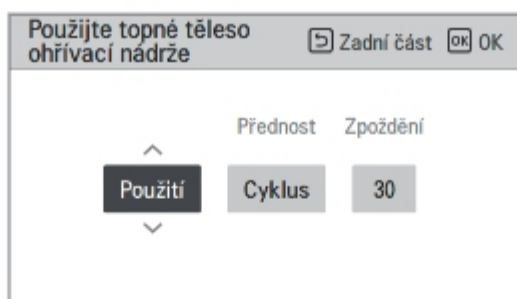 Použijte topné těleso
ohřívací nádrže
Zadní část OK OK
Přednost Zpoždění
Použití Cyklus 30